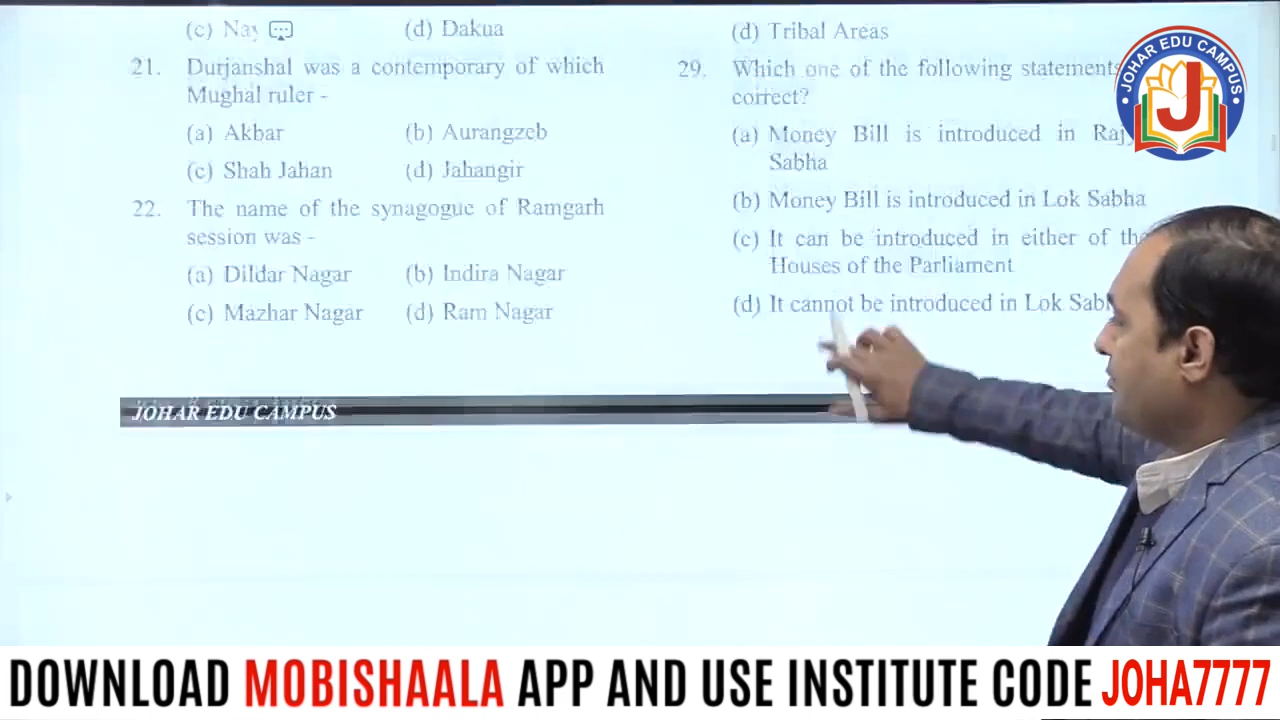 (c) Nay
(d) Dakua
21. Durjanshal was a contemporary of which
Mughal ruler -
(a) Akbar
(b) Aurangzeb
(c) Shah Jahan
(d) Jahangir
22. The name of the synagogue of Ramgarh
session was -
(a) Dildar Nagar
(b) Indira Nagar
(c) Mazhar Nagar
(d) Ram Nagar
(d) Tribal Areas
29. Which one of the following statements
correct?
(a) Money Bill is introduced in
Sabha
(b) Money Bill is introduced in Lok Sabha
(c) It can be introduced in either of the
Houses of the Parliament
(d) It cannot be introduced in Lok
JOHAR EDU CAMPUS
J
JOHAR EDU CAMPUS
DOWNLOAD MOBISHAALA APP AND USE INSTITUTE CODE JOHA7777